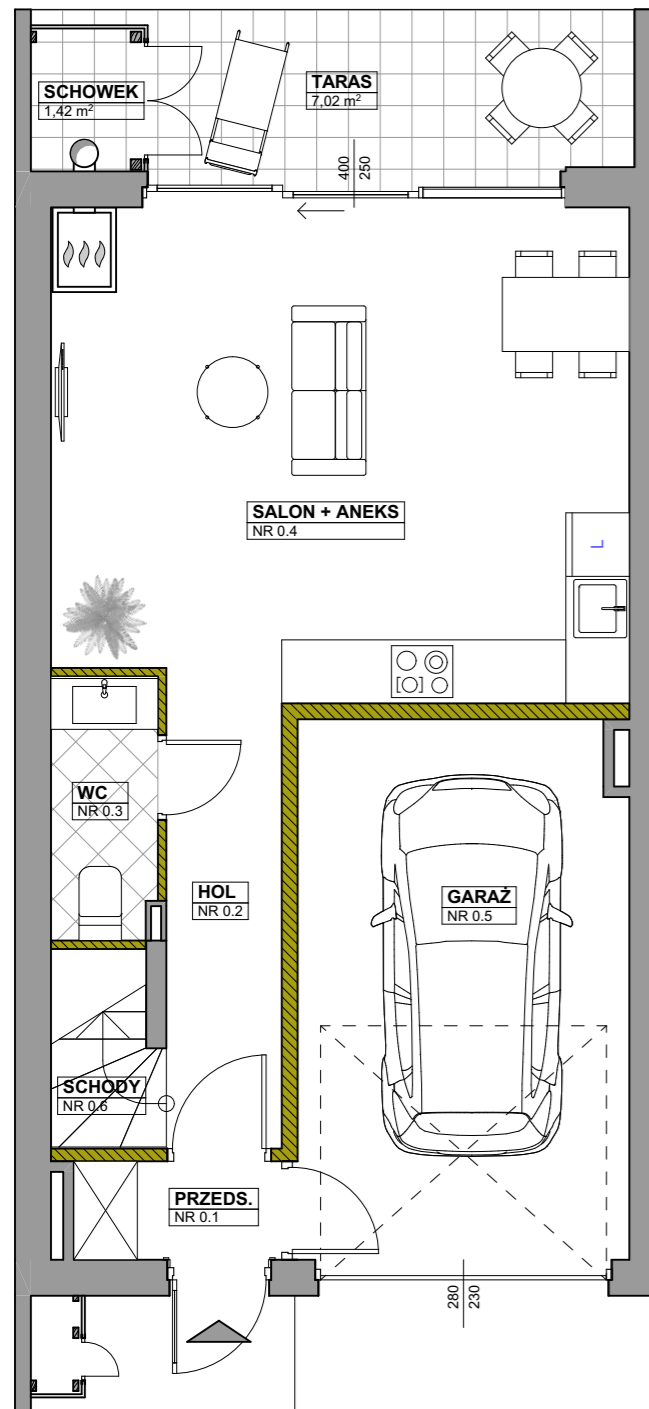 SCHOWEK
1,42 m²
TARAS
7,02 m²
400
250
SALON + ANEKS
NR 0.4
L
WC
NR 0.3
HOL
NR 0.2
GARAŻ
NR 0.5
SCHODY
NR 0.6
PRZEDS.
NR 0.1
280
230